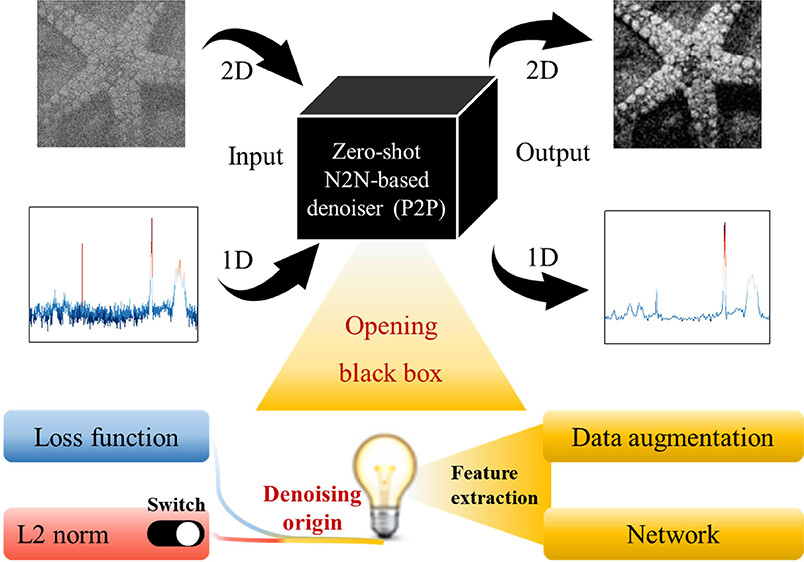 2D
2D
Input
Zero-shot
N2N-based
denoiser (P2P)
Output
1D
1D
Opening
black box
Loss function
Data augmentation
Denoising
origin
Feature
extraction
Switch
L2 norm
Network